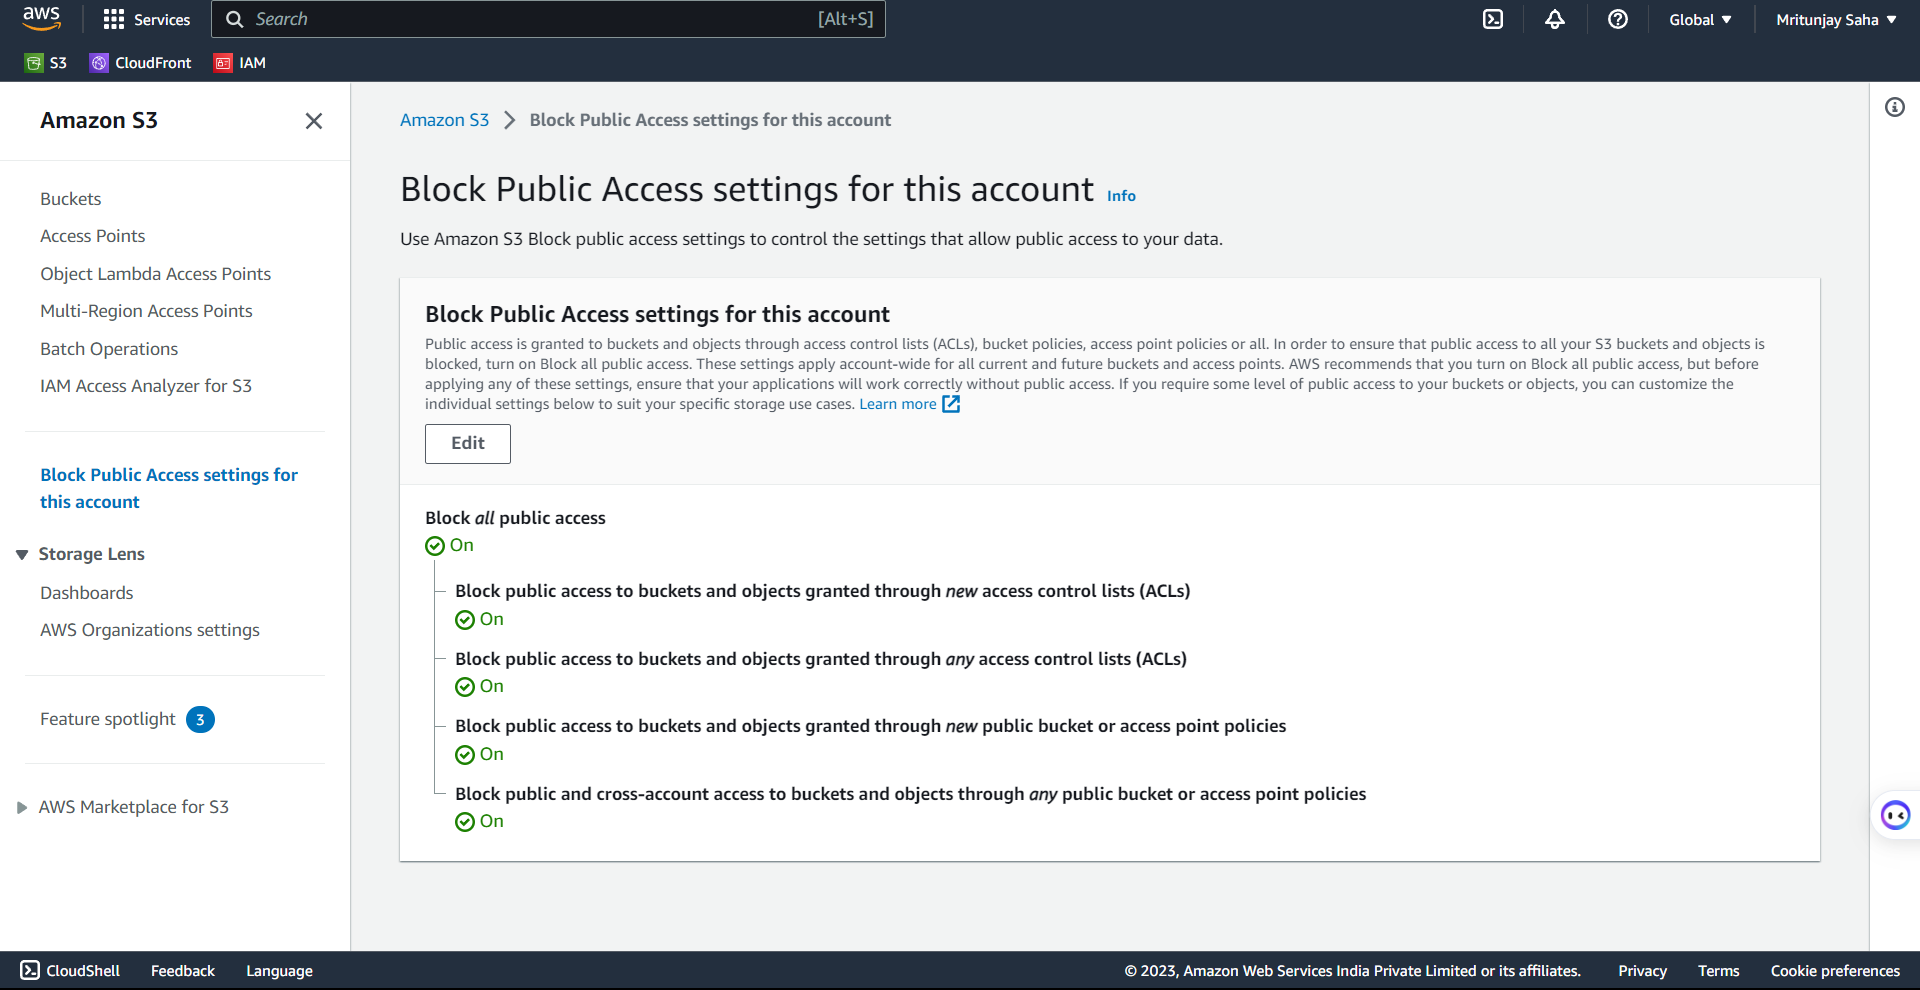 aws
Services
Search
[Alt+S]
Global
Mritunjay Saha
S3
CloudFront
IAM
Amazon S3
Buckets
Access Points
Object Lambda Access Points
Multi-Region Access Points
Batch Operations
IAM Access Analyzer for S3
Block Public Access settings for
this account
Storage Lens
Dashboards
AWS Organizations settings
Feature spotlight 3
AWS Marketplace for S3
Amazon S3 > Block Public Access settings for this account
Block Public Access settings for this account Info
Use Amazon S3 Block public access settings to control the settings that allow public access to your data.
Block Public Access settings for this account
Public access is granted to buckets and objects through access control lists (ACLs), bucket policies, access point policies or all. In order to ensure that public access to all your S3 buckets and objects is
blocked, turn on Block all public access. These settings apply account-wide for all current and future buckets and access points. AWS recommends that you turn on Block all public access, but before
applying any of these settings, ensure that your applications will work correctly without public access. If you require some level of public access to your buckets or objects, you can customize the
individual settings below to suit your specific storage use cases. Learn more
Edit
Block all public access
On
Block public access to buckets and objects granted through new access control lists (ACLs)
On
Block public access to buckets and objects granted through any access control lists (ACLs)
On
Block public access to buckets and objects granted through new public bucket or access point policies
On
Block public and cross-account access to buckets and objects through any public bucket or access point policies
On
CloudShell
Feedback
Language
© 2023, Amazon Web Services India Private Limited or its affiliates.
Privacy
Terms
Cookie preferences